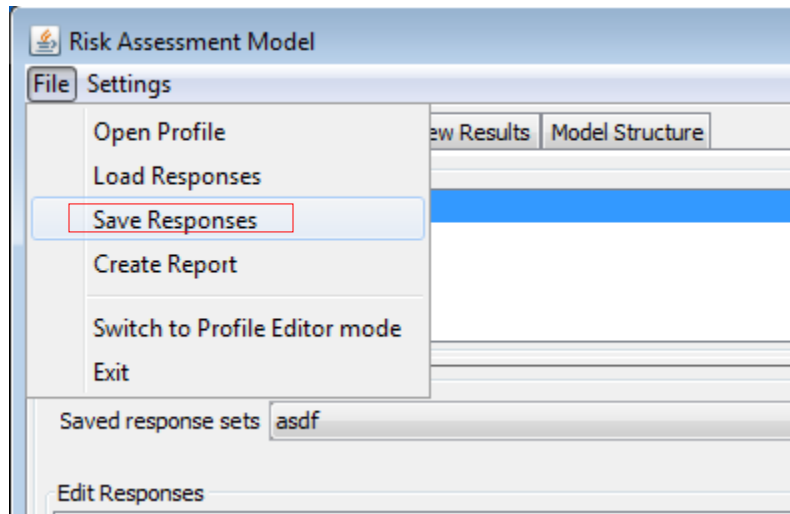 Risk Assessment Model
File Settings
Open Profile
Load Responses
Save Responses
Create Report
Switch to Profile Editor mode
Exit
ew Results Model Structure
Saved response sets asdf
Edit Responses